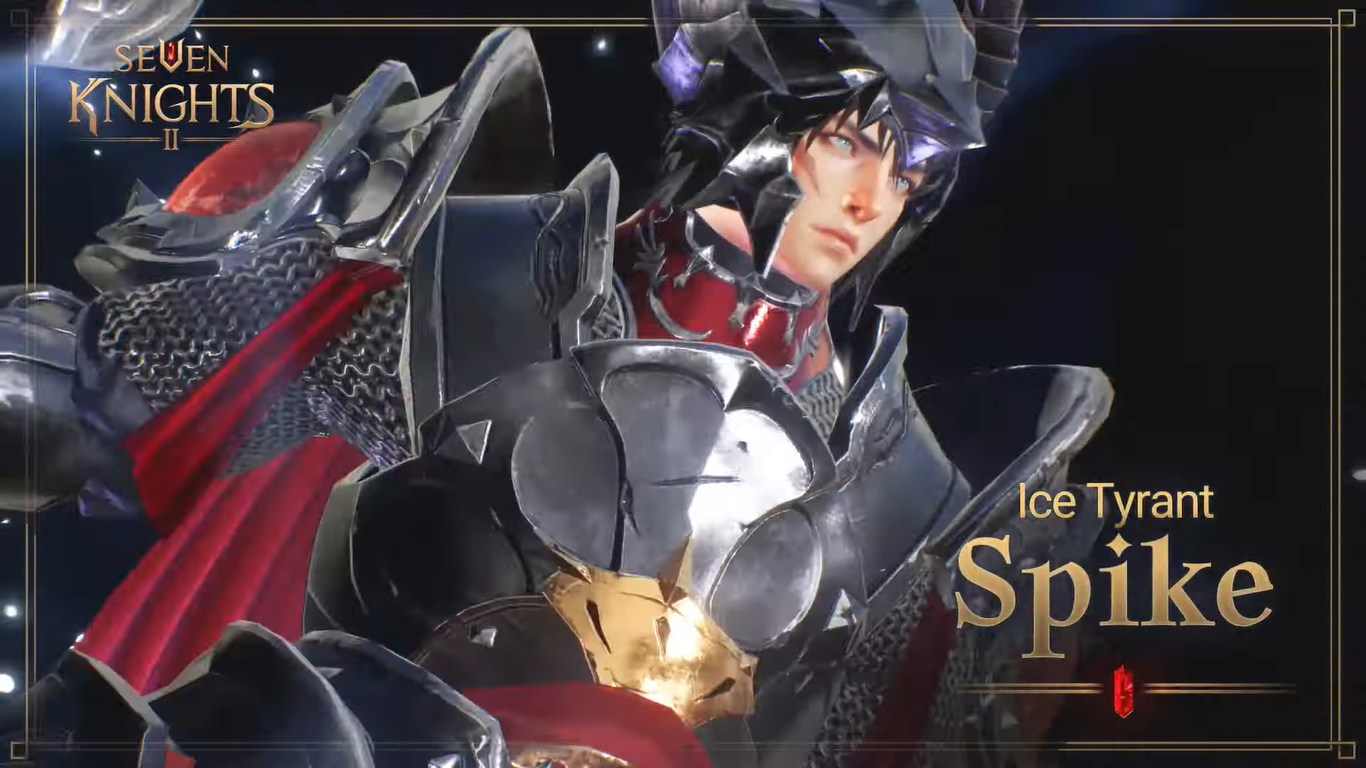 SEVEN
KNIGHTS
II
Ice Tyrant
Spike